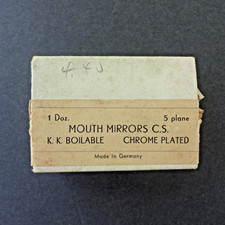 1 Doz. 5 plane
MOUTH MIRRORS C.S.
K. K. BOILABLE CHROME PLATED
Made in Germany